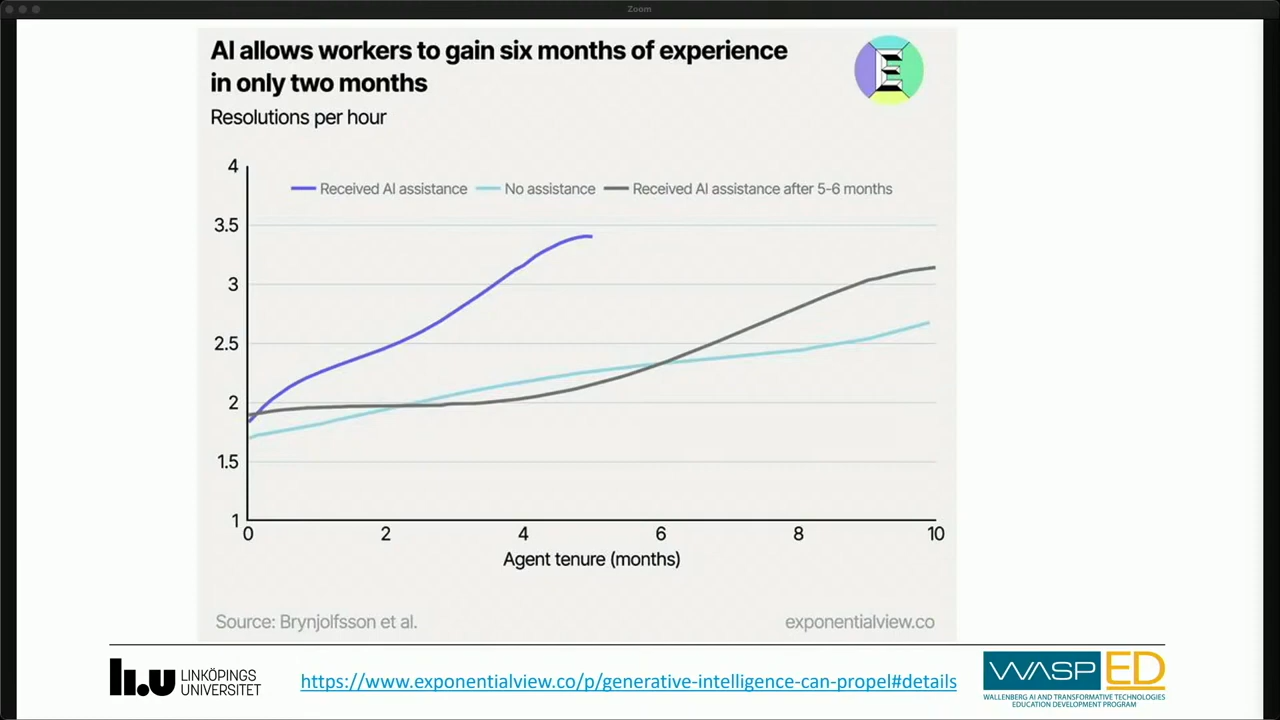 Zoom
AI allows workers to gain six months of experience
in only two months
E
Resolutions per hour
4
Received AI assistance No assistance Received AI assistance after 5-6 months
3.5
3
2.5
2
1.5
1
0 2 4 6 8 10
Agent tenure (months)
Source: Brynjolfsson et al. exponentialview.co
li.u LINKÖPINGS
UNIVERSITET
https://www.exponentialview.co/p/generative-intelligence-can-propel#details
WASP ED
WALLENBERG AI AND TRANSFORMATIVE TECHNOLOGIES
EDUCATION DEVELOPMENT PROGRAM